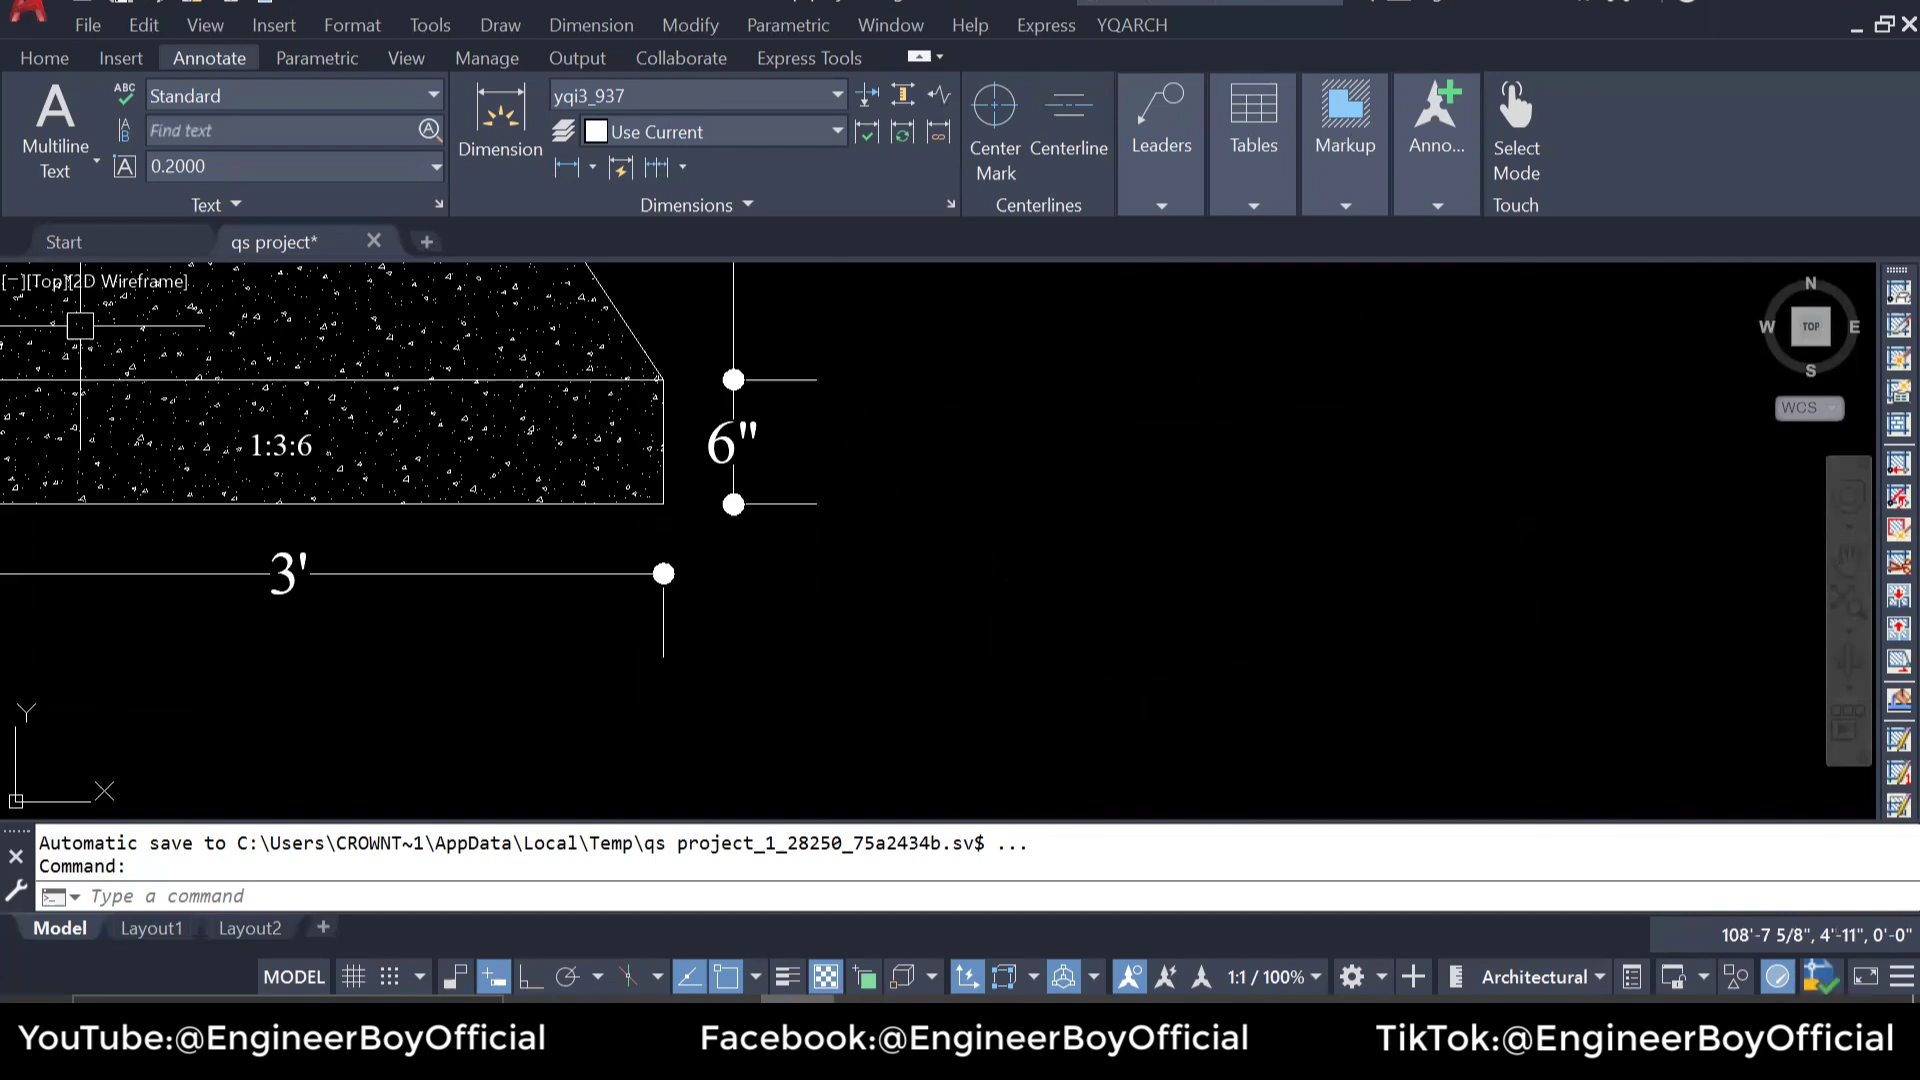 File Edit View Insert Format Tools Draw Dimension Modify Parametric Window Help Express YQARCH
Home Insert Annotate Parametric View Manage Output Collaborate Express Tools
A Multiline Text
ABC Standard
Find text
0.2000
Text
Dimension
yqi3_937
Use Current
Dimensions
Center Mark
Centerline
Centerlines
Leaders
Tables
Markup
Anno...
Select Mode
Touch
Start
qs project*
[−][Top][2D Wireframe]
N
W TOP E
S
WCS
1:3:6
6"
3'
Y
X
Automatic save to C:\Users\CROWNT~1\AppData\Local\Temp\qs project_1_28250_75a2434b.sv$ ...
Command:
Type a command
Model Layout1 Layout2
108'-7 5/8", 4'-11", 0'-0"
MODEL
1:1 / 100%
Architectural
YouTube:@EngineerBoyOfficial Facebook:@EngineerBoyOfficial TikTok:@EngineerBoyOfficial